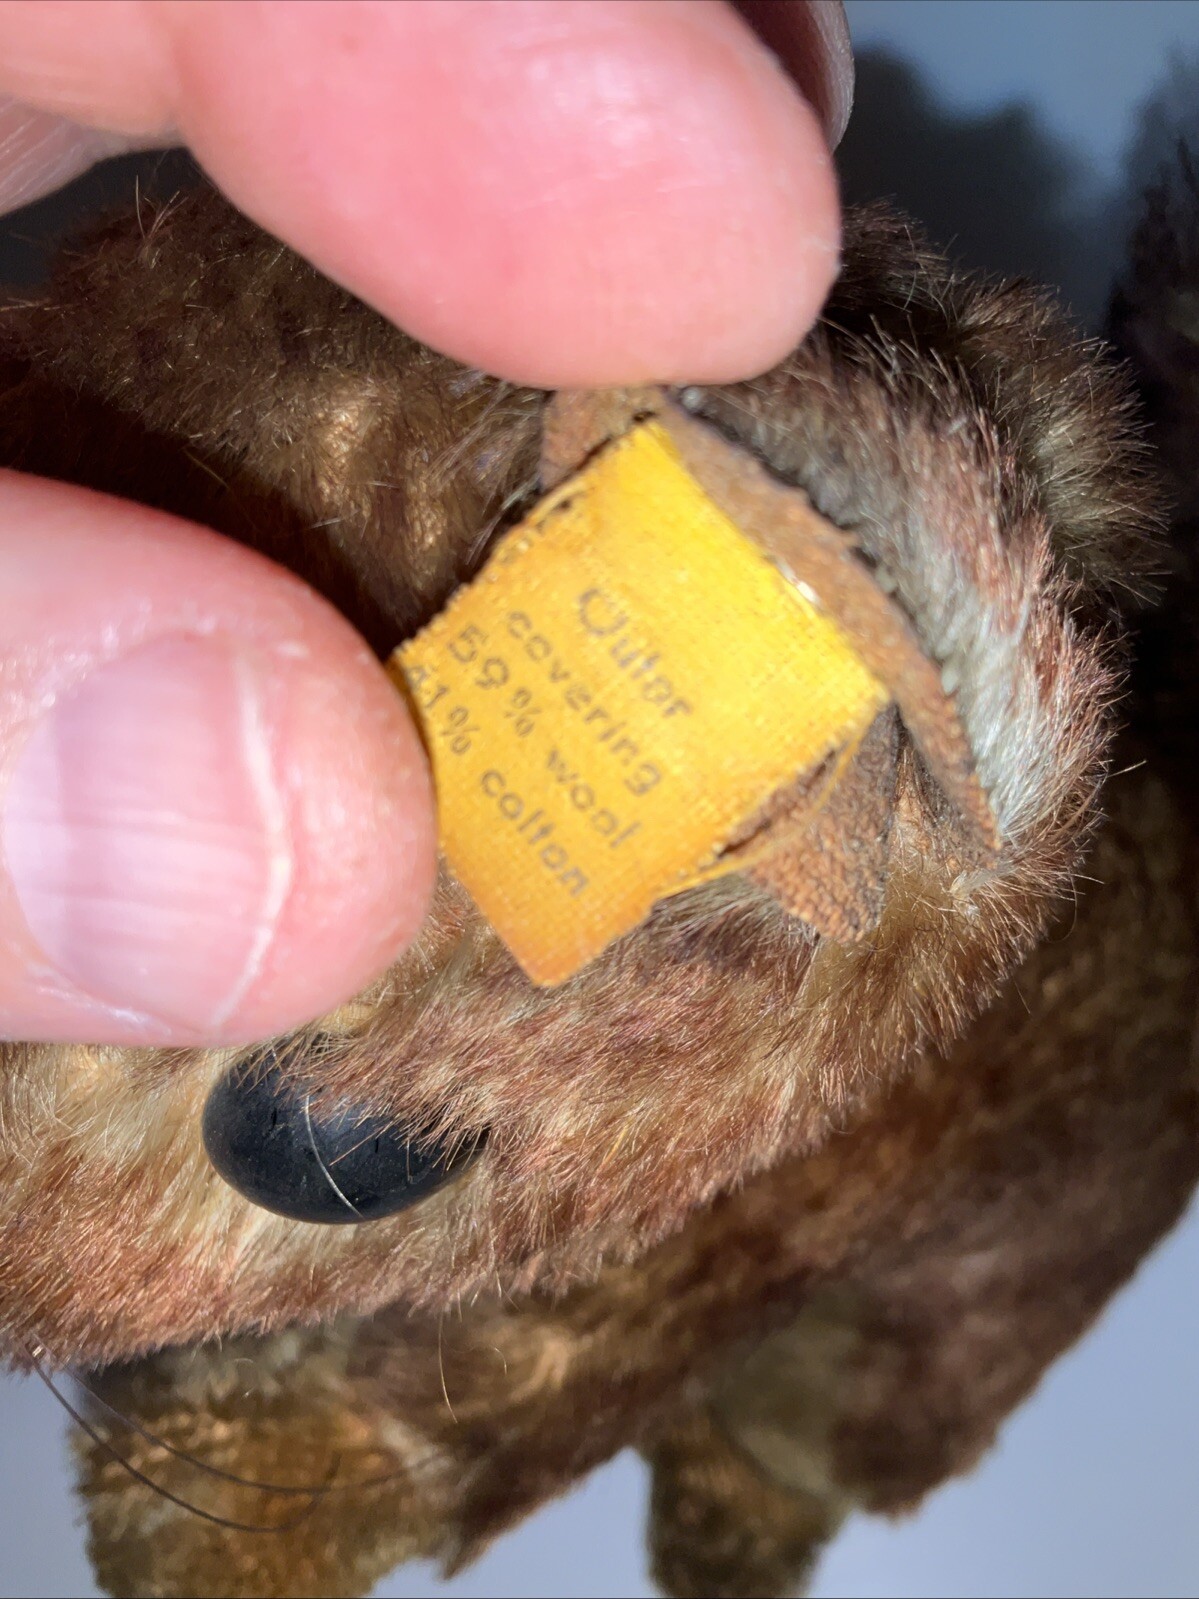 Outer
covering
59% wool
41% cotton